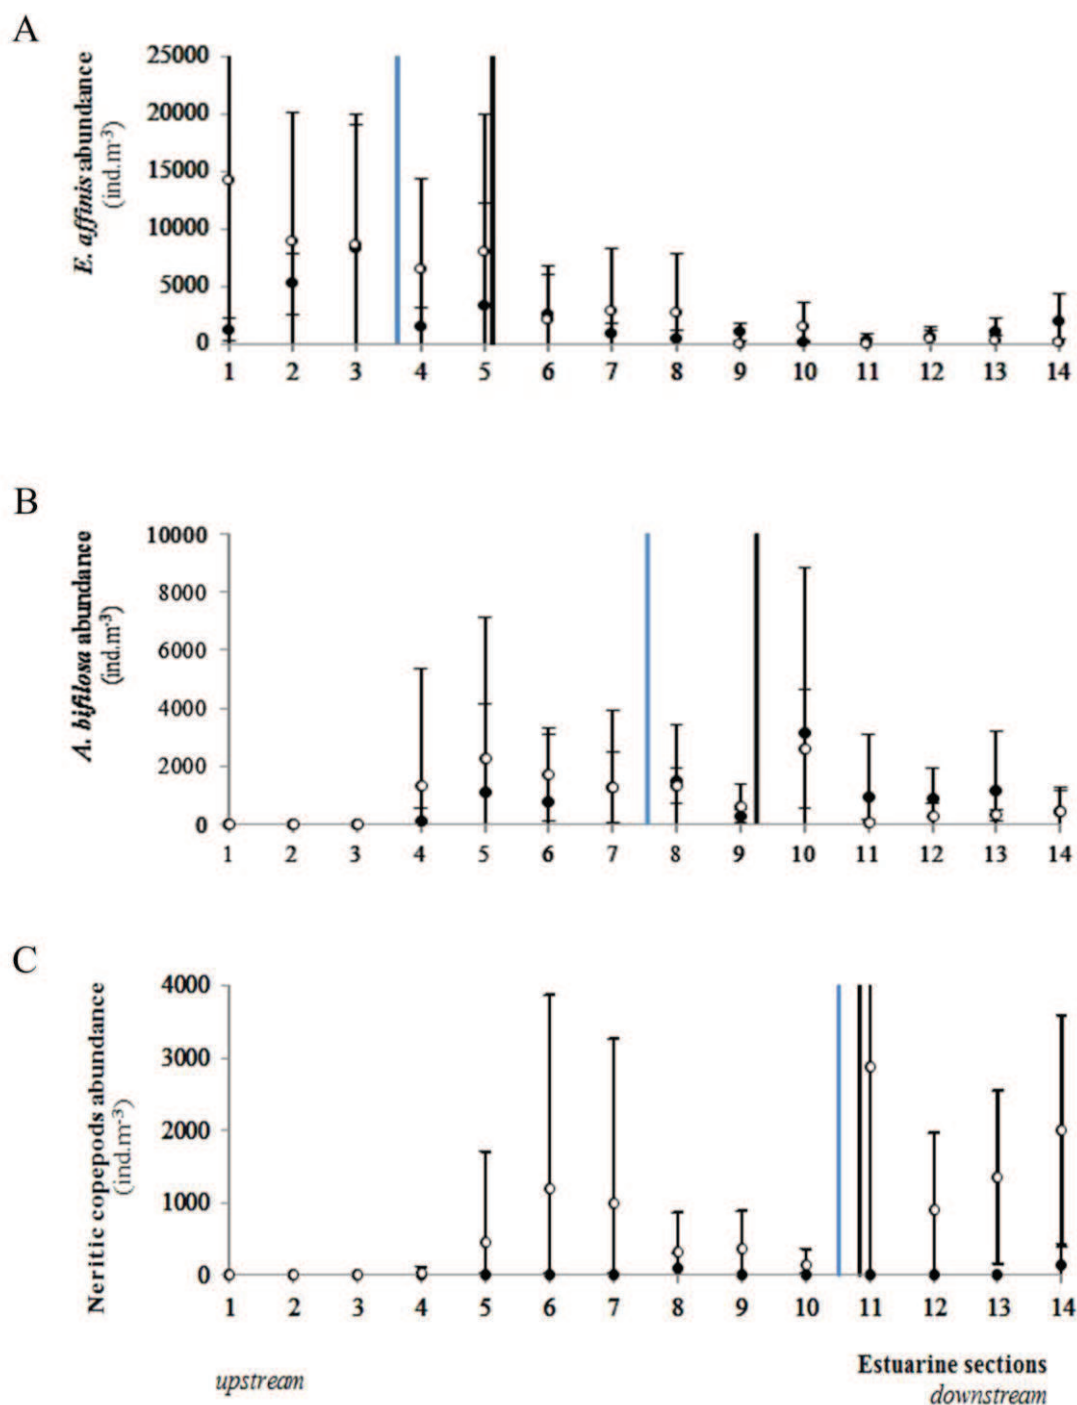 A
E. affinis abundance
(ind.m-3)
25000
20000
15000
10000
5000
0
1 2 3 4 5 6 7 8 9 10 11 12 13 14
B
A. bifilosa abundance
(ind.m-3)
10000
8000
6000
4000
2000
0
1 2 3 4 5 6 7 8 9 10 11 12 13 14
C
Neritic copepods abundance
(ind.m-3)
4000
3000
2000
1000
0
1 2 3 4 5 6 7 8 9 10 11 12 13 14
upstream
Estuarine sections
downstream